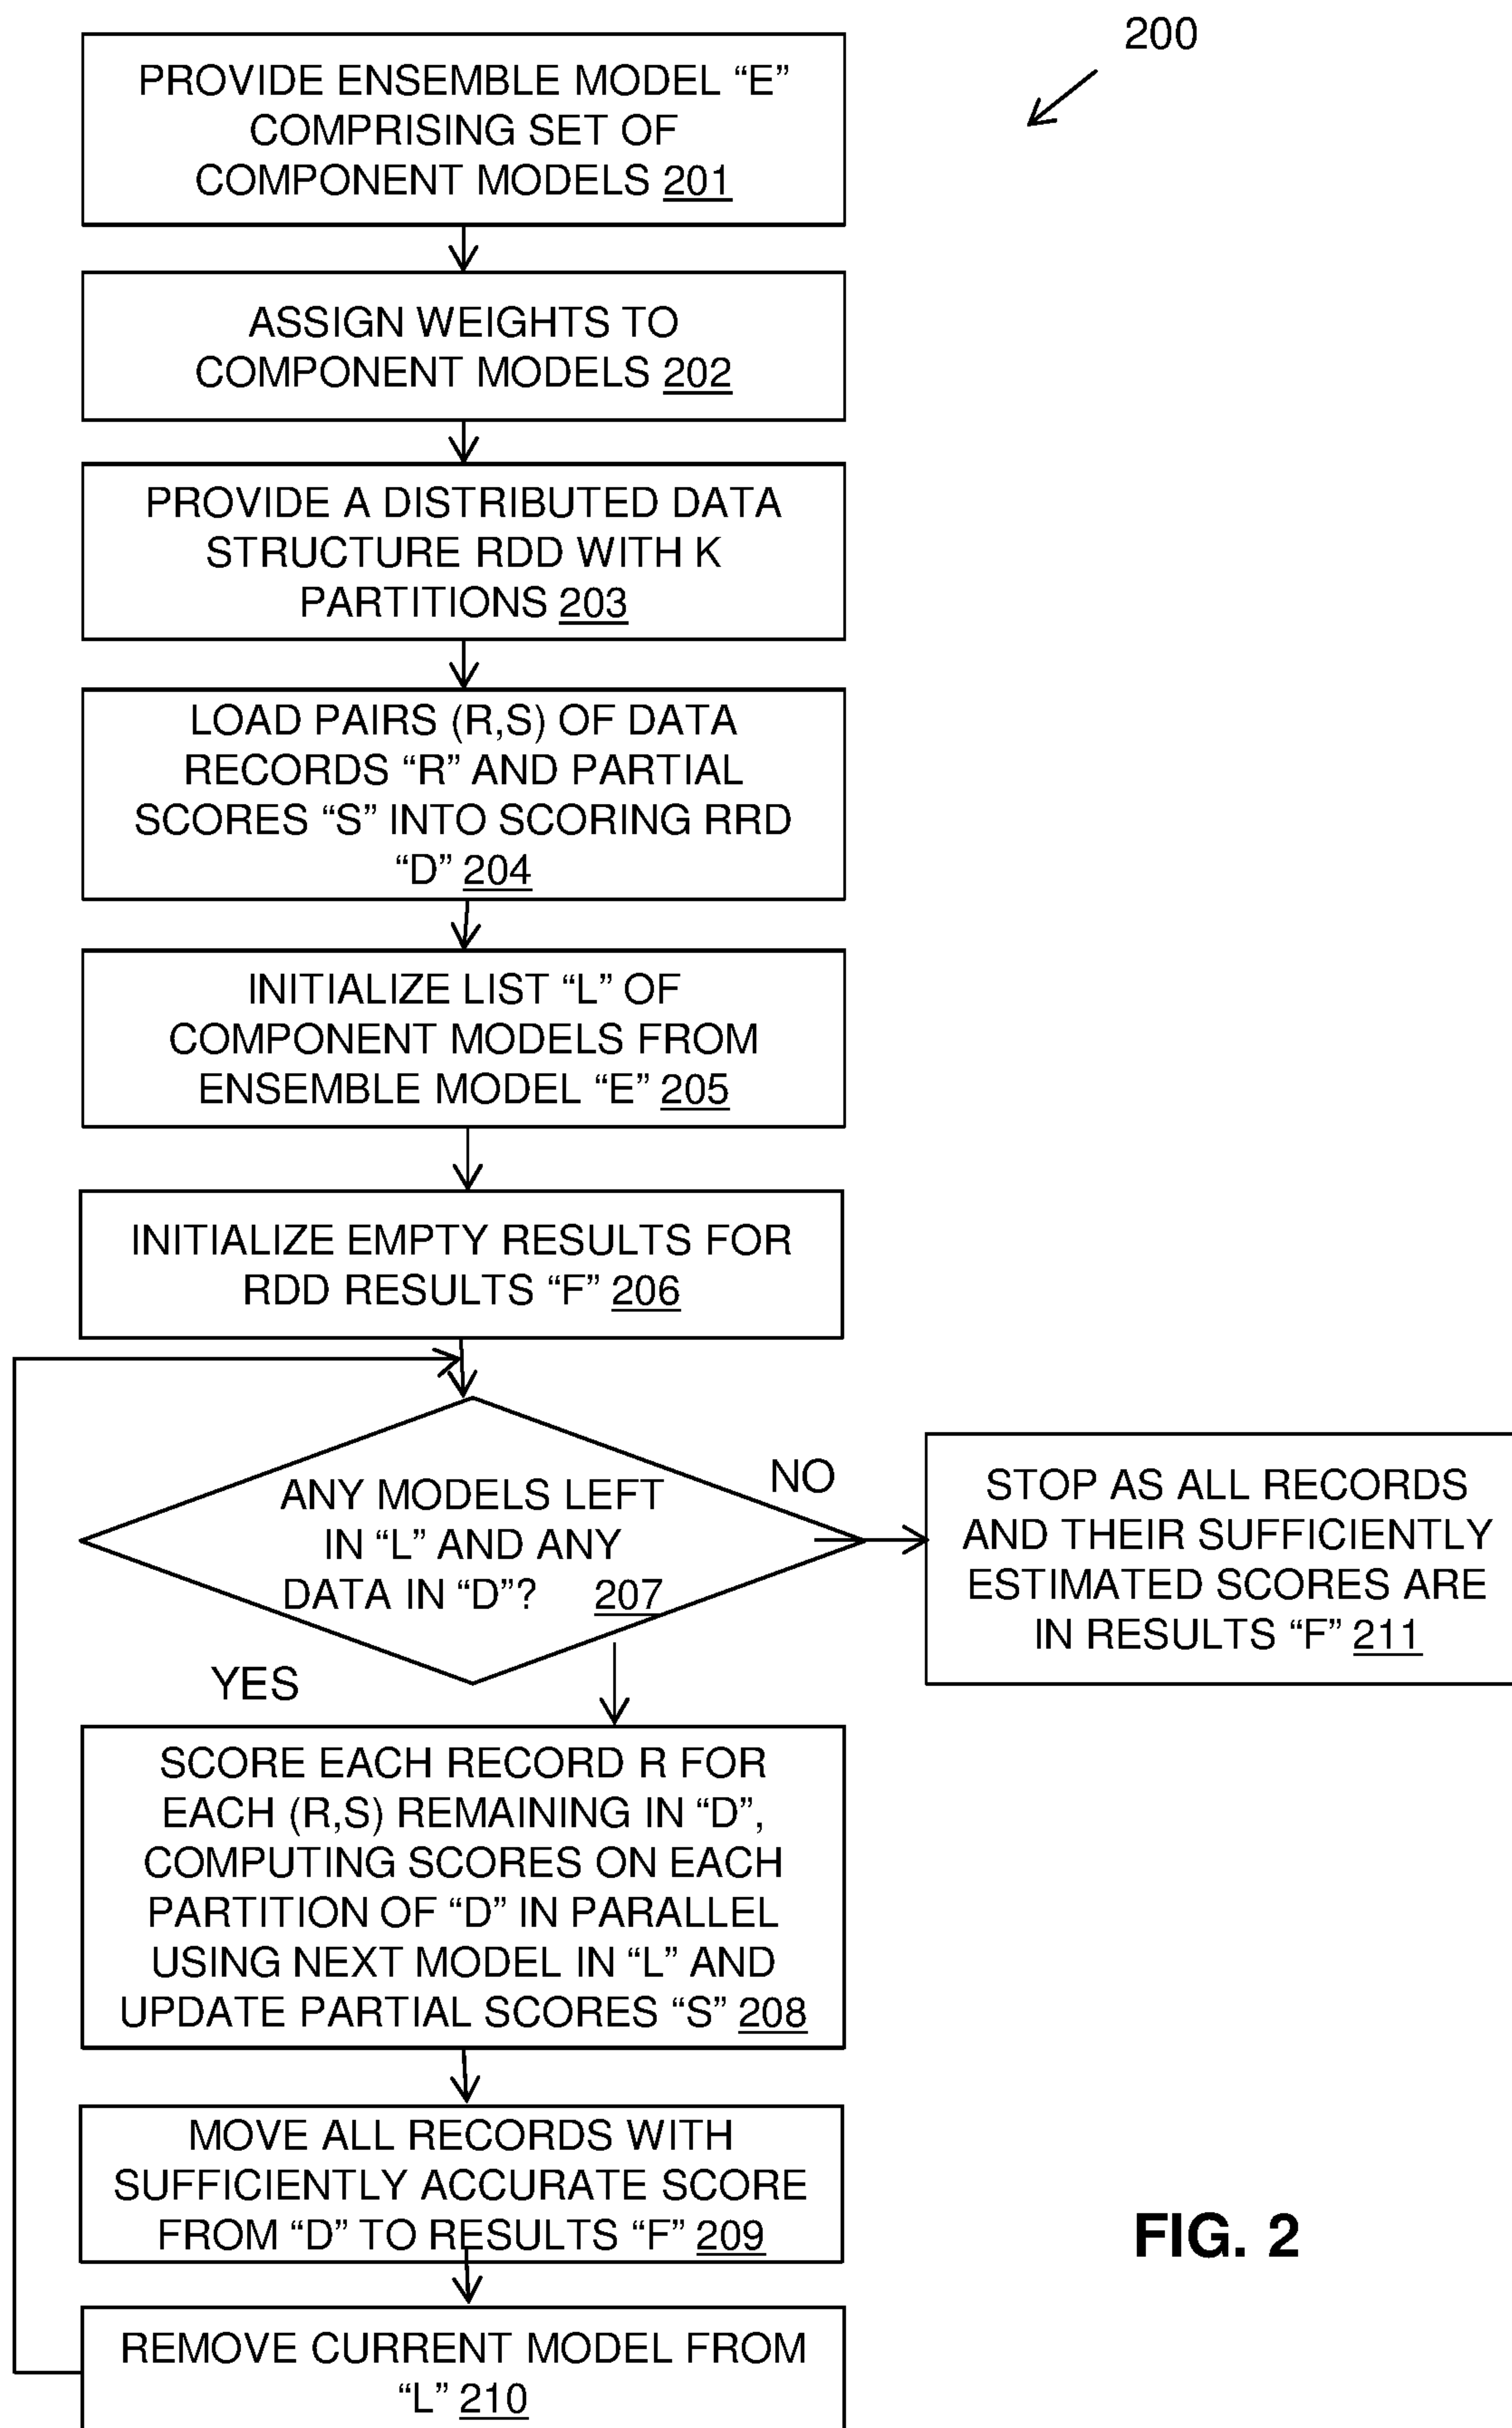 200
PROVIDE ENSEMBLE MODEL “E”
COMPRISING SET OF
COMPONENT MODELS 201
ASSIGN WEIGHTS TO
COMPONENT MODELS 202
PROVIDE A DISTRIBUTED DATA
STRUCTURE RDD WITH K
PARTITIONS 203
LOAD PAIRS (R,S) OF DATA
RECORDS “R” AND PARTIAL
SCORES “S” INTO SCORING RRD
“D” 204
INITIALIZE LIST “L” OF
COMPONENT MODELS FROM
ENSEMBLE MODEL “E” 205
INITIALIZE EMPTY RESULTS FOR
RDD RESULTS “F” 206
ANY MODELS LEFT
IN “L” AND ANY
DATA IN “D”? 207
NO
STOP AS ALL RECORDS
AND THEIR SUFFICIENTLY
ESTIMATED SCORES ARE
IN RESULTS “F” 211
YES
SCORE EACH RECORD R FOR
EACH (R,S) REMAINING IN “D”,
COMPUTING SCORES ON EACH
PARTITION OF “D” IN PARALLEL
USING NEXT MODEL IN “L” AND
UPDATE PARTIAL SCORES “S” 208
MOVE ALL RECORDS WITH
SUFFICIENTLY ACCURATE SCORE
FROM “D” TO RESULTS “F” 209
REMOVE CURRENT MODEL FROM
“L” 210
FIG. 2